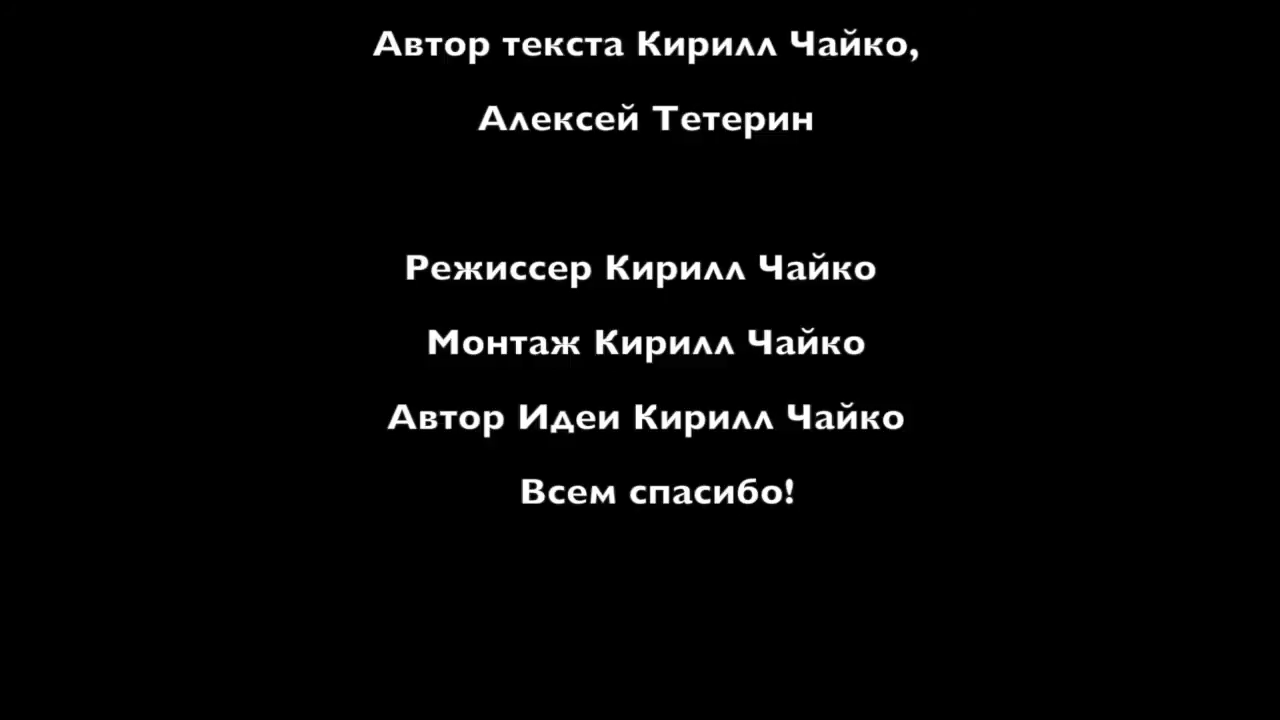 Автор текста Кирилл Чайко,
Алексей Тетерин
Режиссер Кирилл Чайко
Монтаж Кирилл Чайко
Автор Идеи Кирилл Чайко
Всем спасибо!